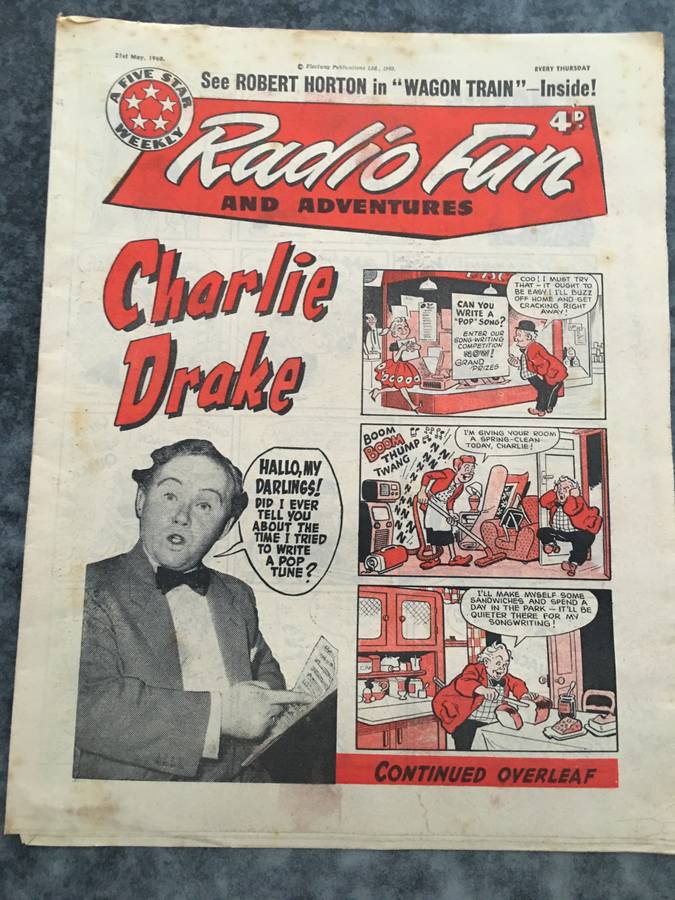 21st May, 1960.
© Fleetway Publications Ltd., 1960.
EVERY THURSDAY
A FIVE STAR WEEKLY
See ROBERT HORTON in "WAGON TRAIN"—Inside!
4D.
Radio Fun
AND ADVENTURES
Charlie
Drake
HALLO, MY
DARLINGS!
DID I EVER
TELL YOU
ABOUT THE
TIME I TRIED
TO WRITE
A POP
TUNE?
CAN YOU
WRITE A
"POP" SONG?
ENTER OUR
SONG-WRITING
COMPETITION
NOW!
GRAND
PRIZES
COO! I MUST TRY
THAT — IT OUGHT TO
BE EASY! I'LL BUZZ
OFF HOME AND GET
CRACKING RIGHT
AWAY!
BOOM
BOOM
THUMP
TWANG
I'M GIVING YOUR ROOM
A SPRING-CLEAN
TODAY, CHARLIE!
I'LL MAKE MYSELF SOME
SANDWICHES AND SPEND A
DAY IN THE PARK — IT'LL BE
QUIETER THERE FOR MY
SONGWRITING!
CONTINUED OVERLEAF